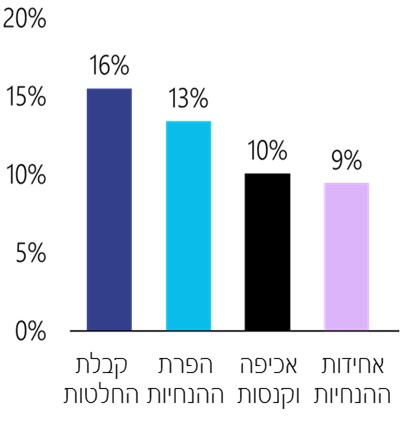 20%
15%
10%
5%
0%
16%
13%
10%
9%
קבלת
החלטות
הפרת
ההנחיות
אכיפה
וקנסות
אחידות
ההנחיות